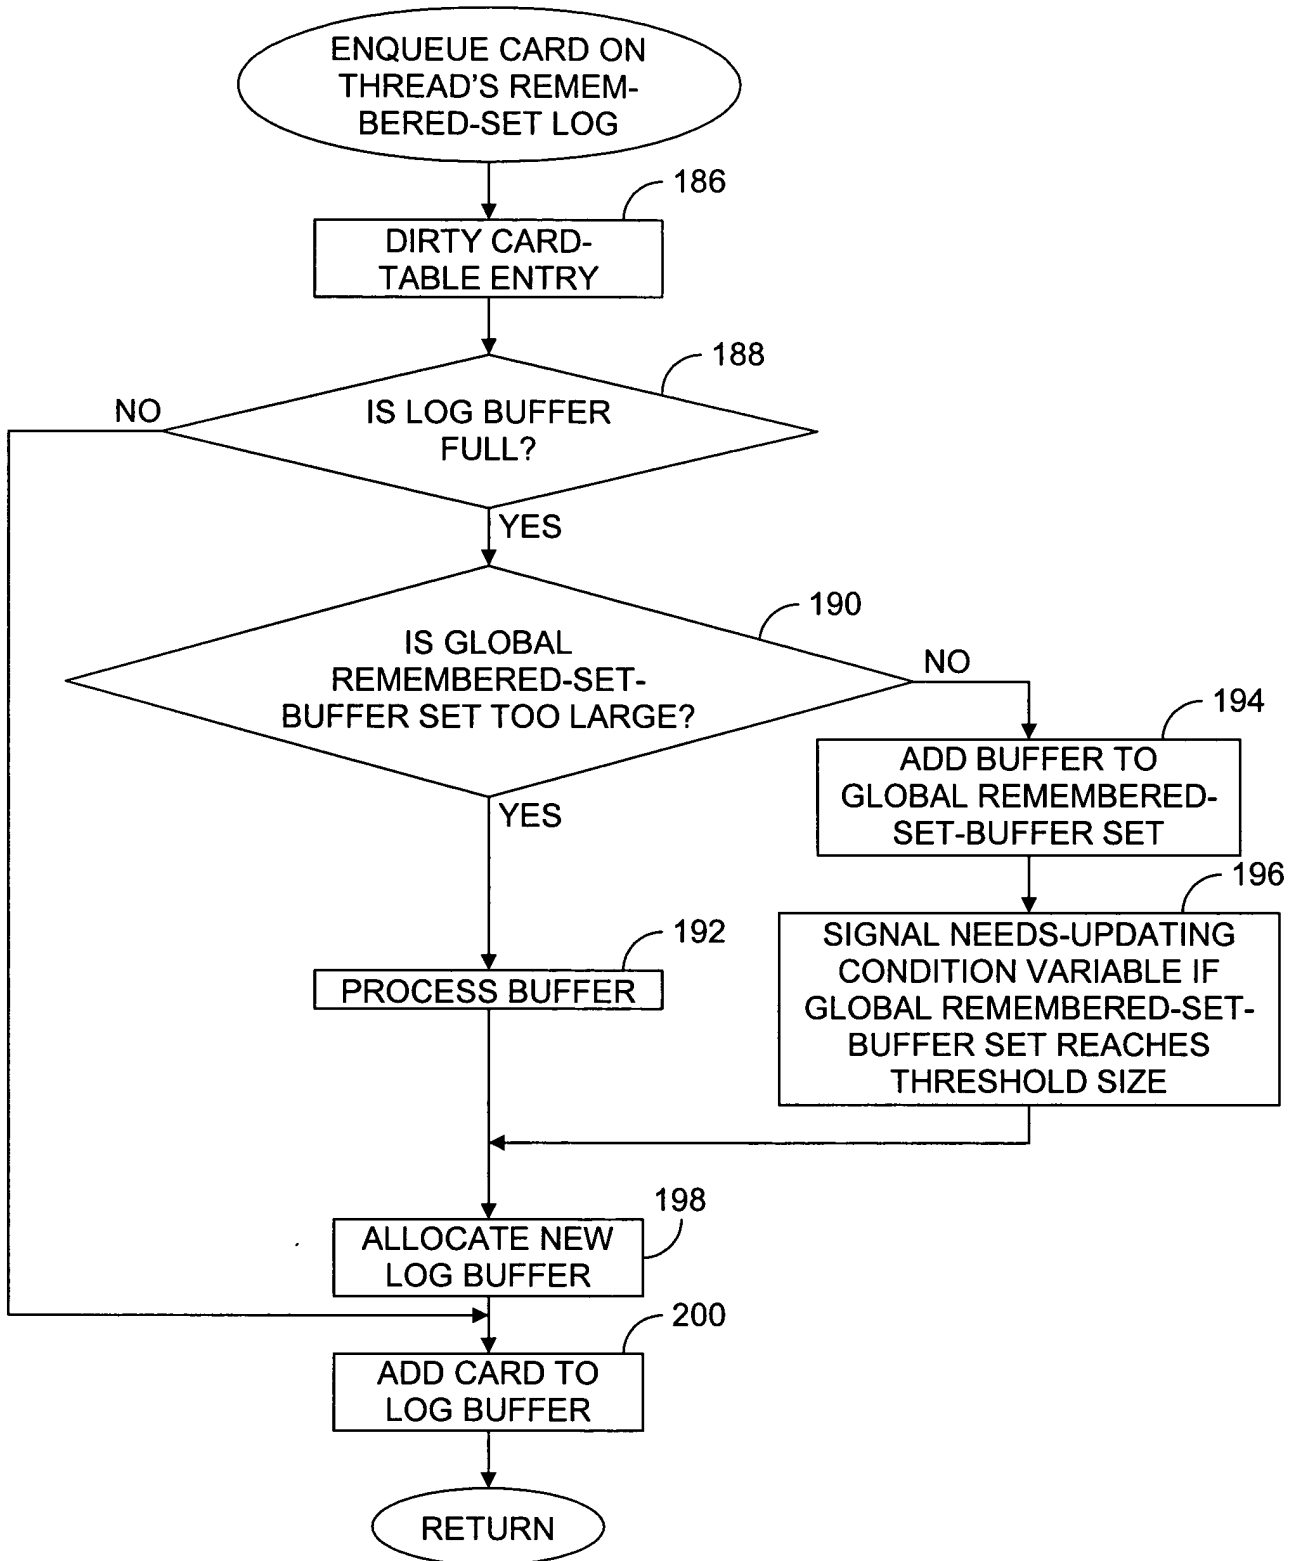 ENQUEUE CARD ON
THREAD'S REMEM-
BERED-SET LOG
186
DIRTY CARD-
TABLE ENTRY
188
NO
IS LOG BUFFER
FULL?
YES
190
IS GLOBAL
REMEMBERED-SET-
BUFFER SET TOO LARGE?
NO
194
ADD BUFFER TO
GLOBAL REMEMBERED-
SET-BUFFER SET
YES
196
SIGNAL NEEDS-UPDATING
CONDITION VARIABLE IF
GLOBAL REMEMBERED-SET-
BUFFER SET REACHES
THRESHOLD SIZE
192
PROCESS BUFFER
198
ALLOCATE NEW
LOG BUFFER
200
ADD CARD TO
LOG BUFFER
RETURN